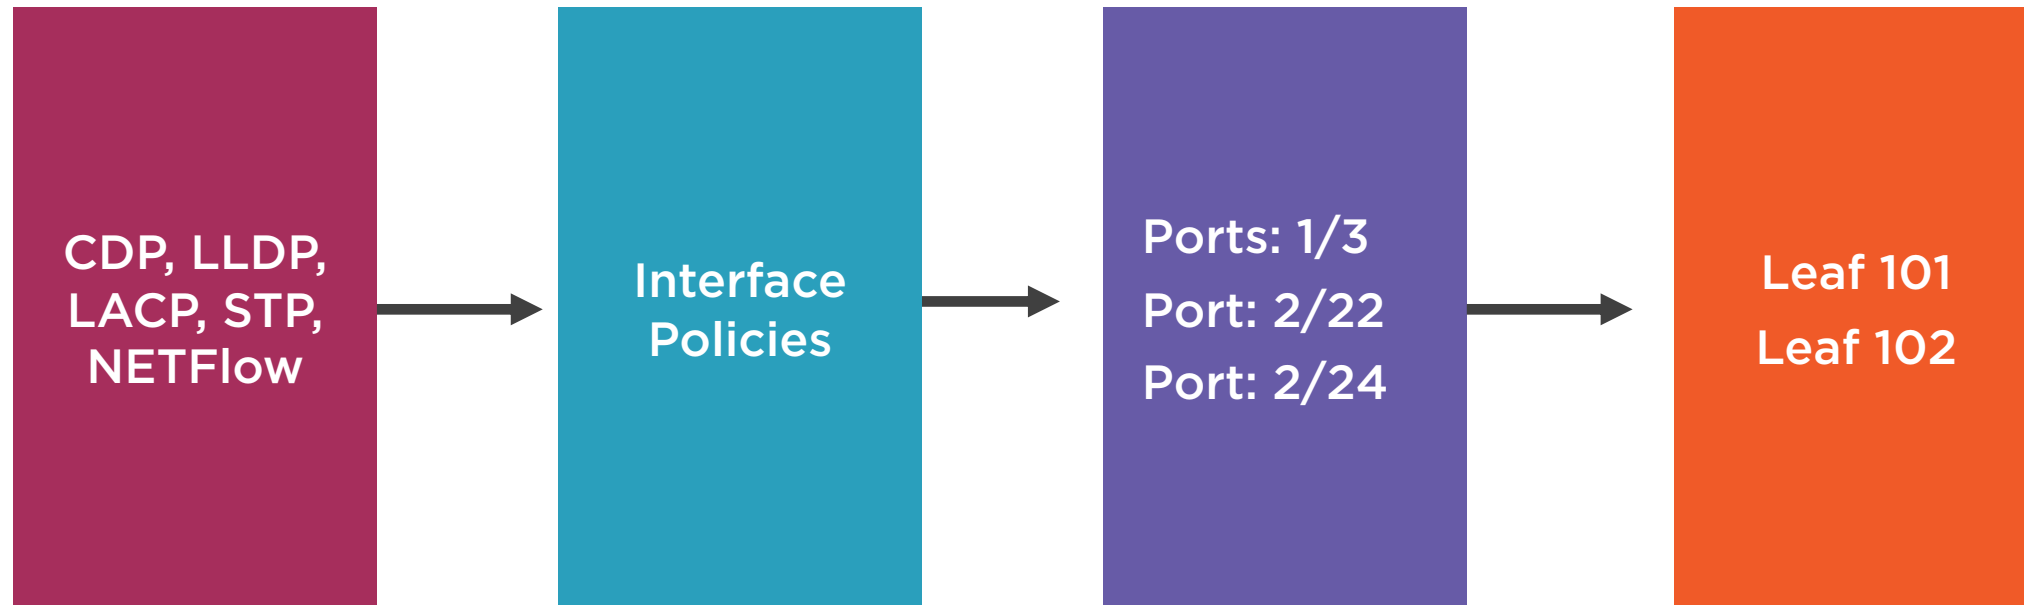 CDP, LLDP,
LACP, STP,
NETFlow
Interface
Policies
Ports: 1/3
Port: 2/22
Port: 2/24
Leaf 101
Leaf 102